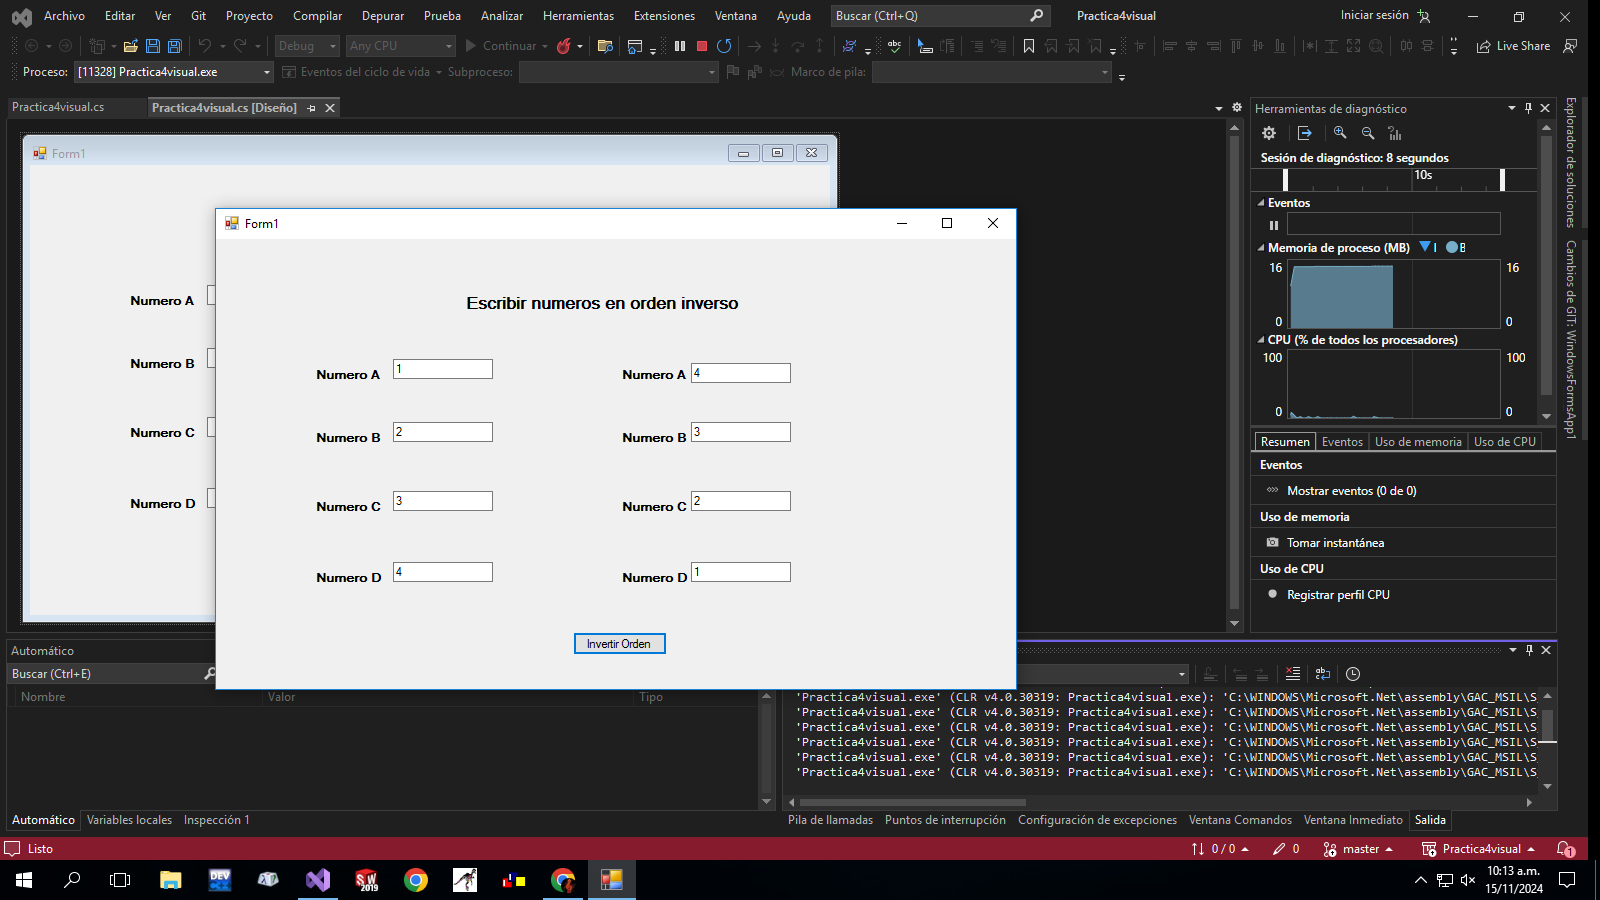 Archivo Editar Ver Git Proyecto Compilar Depurar Prueba Analizar Herramientas Extensiones Ventana Ayuda Buscar (Ctrl+Q) Practica4visual Iniciar sesión
Debug Any CPU Continuar Live Share
Proceso: [11328] Practica4visual.exe Eventos del ciclo de vida Subproceso: Marco de pila:
Practica4visual.cs Practica4visual.cs [Diseño]
Form1
Numero A
Numero B
Numero C
Numero D
Form1
Escribir numeros en orden inverso
Numero A 1 Numero A 4
Numero B 2 Numero B 3
Numero C 3 Numero C 2
Numero D 4 Numero D 1
Invertir Orden
Herramientas de diagnóstico
Sesión de diagnóstico: 8 segundos
10s
Eventos
Memoria de proceso (MB)
16 16
0 0
CPU (% de todos los procesadores)
100 100
0 0
Resumen Eventos Uso de memoria Uso de CPU
Eventos
Mostrar eventos (0 de 0)
Uso de memoria
Tomar instantánea
Uso de CPU
Registrar perfil CPU
Explorador de soluciones
Cambios de GIT: WindowsFormsApp1
Automático
Buscar (Ctrl+E)
Nombre Valor Tipo
'Practica4visual.exe' (CLR v4.0.30319: Practica4visual.exe): 'C:\WINDOWS\Microsoft.Net\assembly\GAC_MSIL\S
'Practica4visual.exe' (CLR v4.0.30319: Practica4visual.exe): 'C:\WINDOWS\Microsoft.Net\assembly\GAC_MSIL\S
'Practica4visual.exe' (CLR v4.0.30319: Practica4visual.exe): 'C:\WINDOWS\Microsoft.Net\assembly\GAC_MSIL\S
'Practica4visual.exe' (CLR v4.0.30319: Practica4visual.exe): 'C:\WINDOWS\Microsoft.Net\assembly\GAC_MSIL\S
'Practica4visual.exe' (CLR v4.0.30319: Practica4visual.exe): 'C:\WINDOWS\Microsoft.Net\assembly\GAC_MSIL\S
'Practica4visual.exe' (CLR v4.0.30319: Practica4visual.exe): 'C:\WINDOWS\Microsoft.Net\assembly\GAC_MSIL\S
Automático Variables locales Inspección 1
Pila de llamadas Puntos de interrupción Configuración de excepciones Ventana Comandos Ventana Inmediato Salida
Listo 0 / 0 0 master Practica4visual 1
DEV
SW
2019
10:13 a.m.
15/11/2024